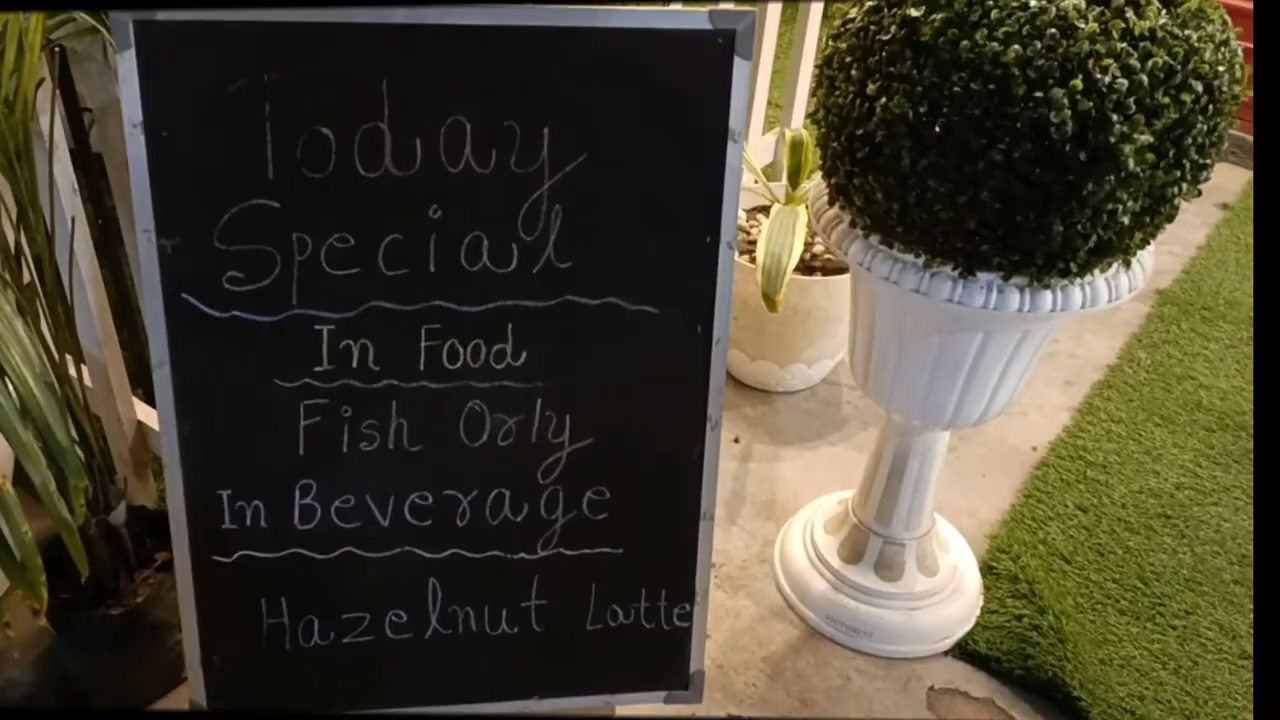 Today
Special
In Food
Fish Orly
In Beverage
Hazelnut Latte